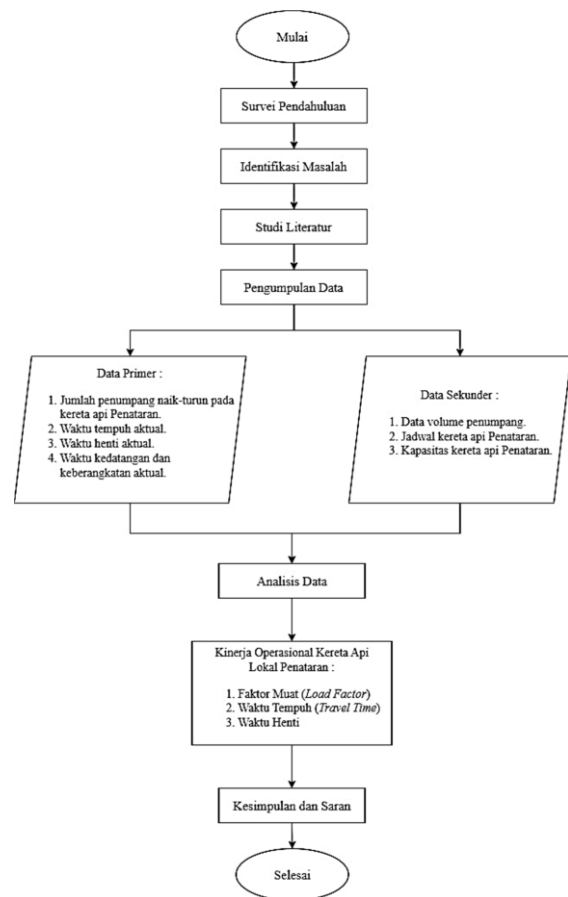 Mulai
Survei Pendahuluan
Identifikasi Masalah
Studi Literatur
Pengumpulan Data
Data Primer :
1. Jumlah penumpang naik-turun pada
kereta api Penataran.
2. Waktu tempuh aktual.
3. Waktu henti aktual.
4. Waktu kedatangan dan
keberangkatan aktual.
Data Sekunder :
1. Data volume penumpang.
2. Jadwal kereta api Penataran.
3. Kapasitas kereta api Penataran.
Analisis Data
Kinerja Operasional Kereta Api
Lokal Penataran :
1. Faktor Muat (Load Factor)
2. Waktu Tempuh (Travel Time)
3. Waktu Henti
Kesimpulan dan Saran
Selesai